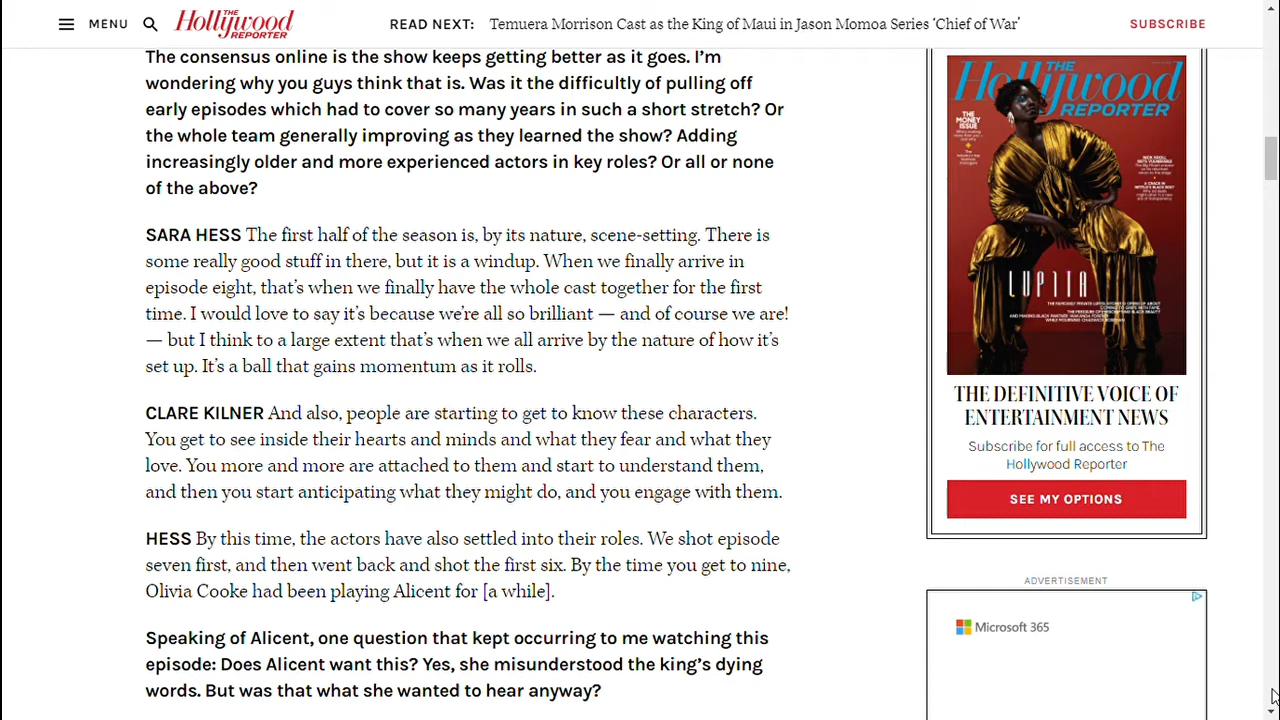 MENU
THE
Hollywood
REPORTER
READ NEXT: Temuera Morrison Cast as the King of Maui in Jason Momoa Series ‘Chief of War’
SUBSCRIBE
The consensus online is the show keeps getting better as it goes. I’m
wondering why you guys think that is. Was it the difficultly of pulling off
early episodes which had to cover so many years in such a short stretch? Or
the whole team generally improving as they learned the show? Adding
increasingly older and more experienced actors in key roles? Or all or none
of the above?
SARA HESS The first half of the season is, by its nature, scene-setting. There is
some really good stuff in there, but it is a windup. When we finally arrive in
episode eight, that’s when we finally have the whole cast together for the first
time. I would love to say it’s because we’re all so brilliant — and of course we are!
— but I think to a large extent that’s when we all arrive by the nature of how it’s
set up. It’s a ball that gains momentum as it rolls.
CLARE KILNER And also, people are starting to get to know these characters.
You get to see inside their hearts and minds and what they fear and what they
love. You more and more are attached to them and start to understand them,
and then you start anticipating what they might do, and you engage with them.
HESS By this time, the actors have also settled into their roles. We shot episode
seven first, and then went back and shot the first six. By the time you get to nine,
Olivia Cooke had been playing Alicent for [a while].
Speaking of Alicent, one question that kept occurring to me watching this
episode: Does Alicent want this? Yes, she misunderstood the king’s dying
words. But was that what she wanted to hear anyway?
THE
Hollywood
REPORTER
THE
MONEY
ISSUE
LUPITA
THE DEFINITIVE VOICE OF
ENTERTAINMENT NEWS
Subscribe for full access to The
Hollywood Reporter
SEE MY OPTIONS
ADVERTISEMENT
Microsoft 365